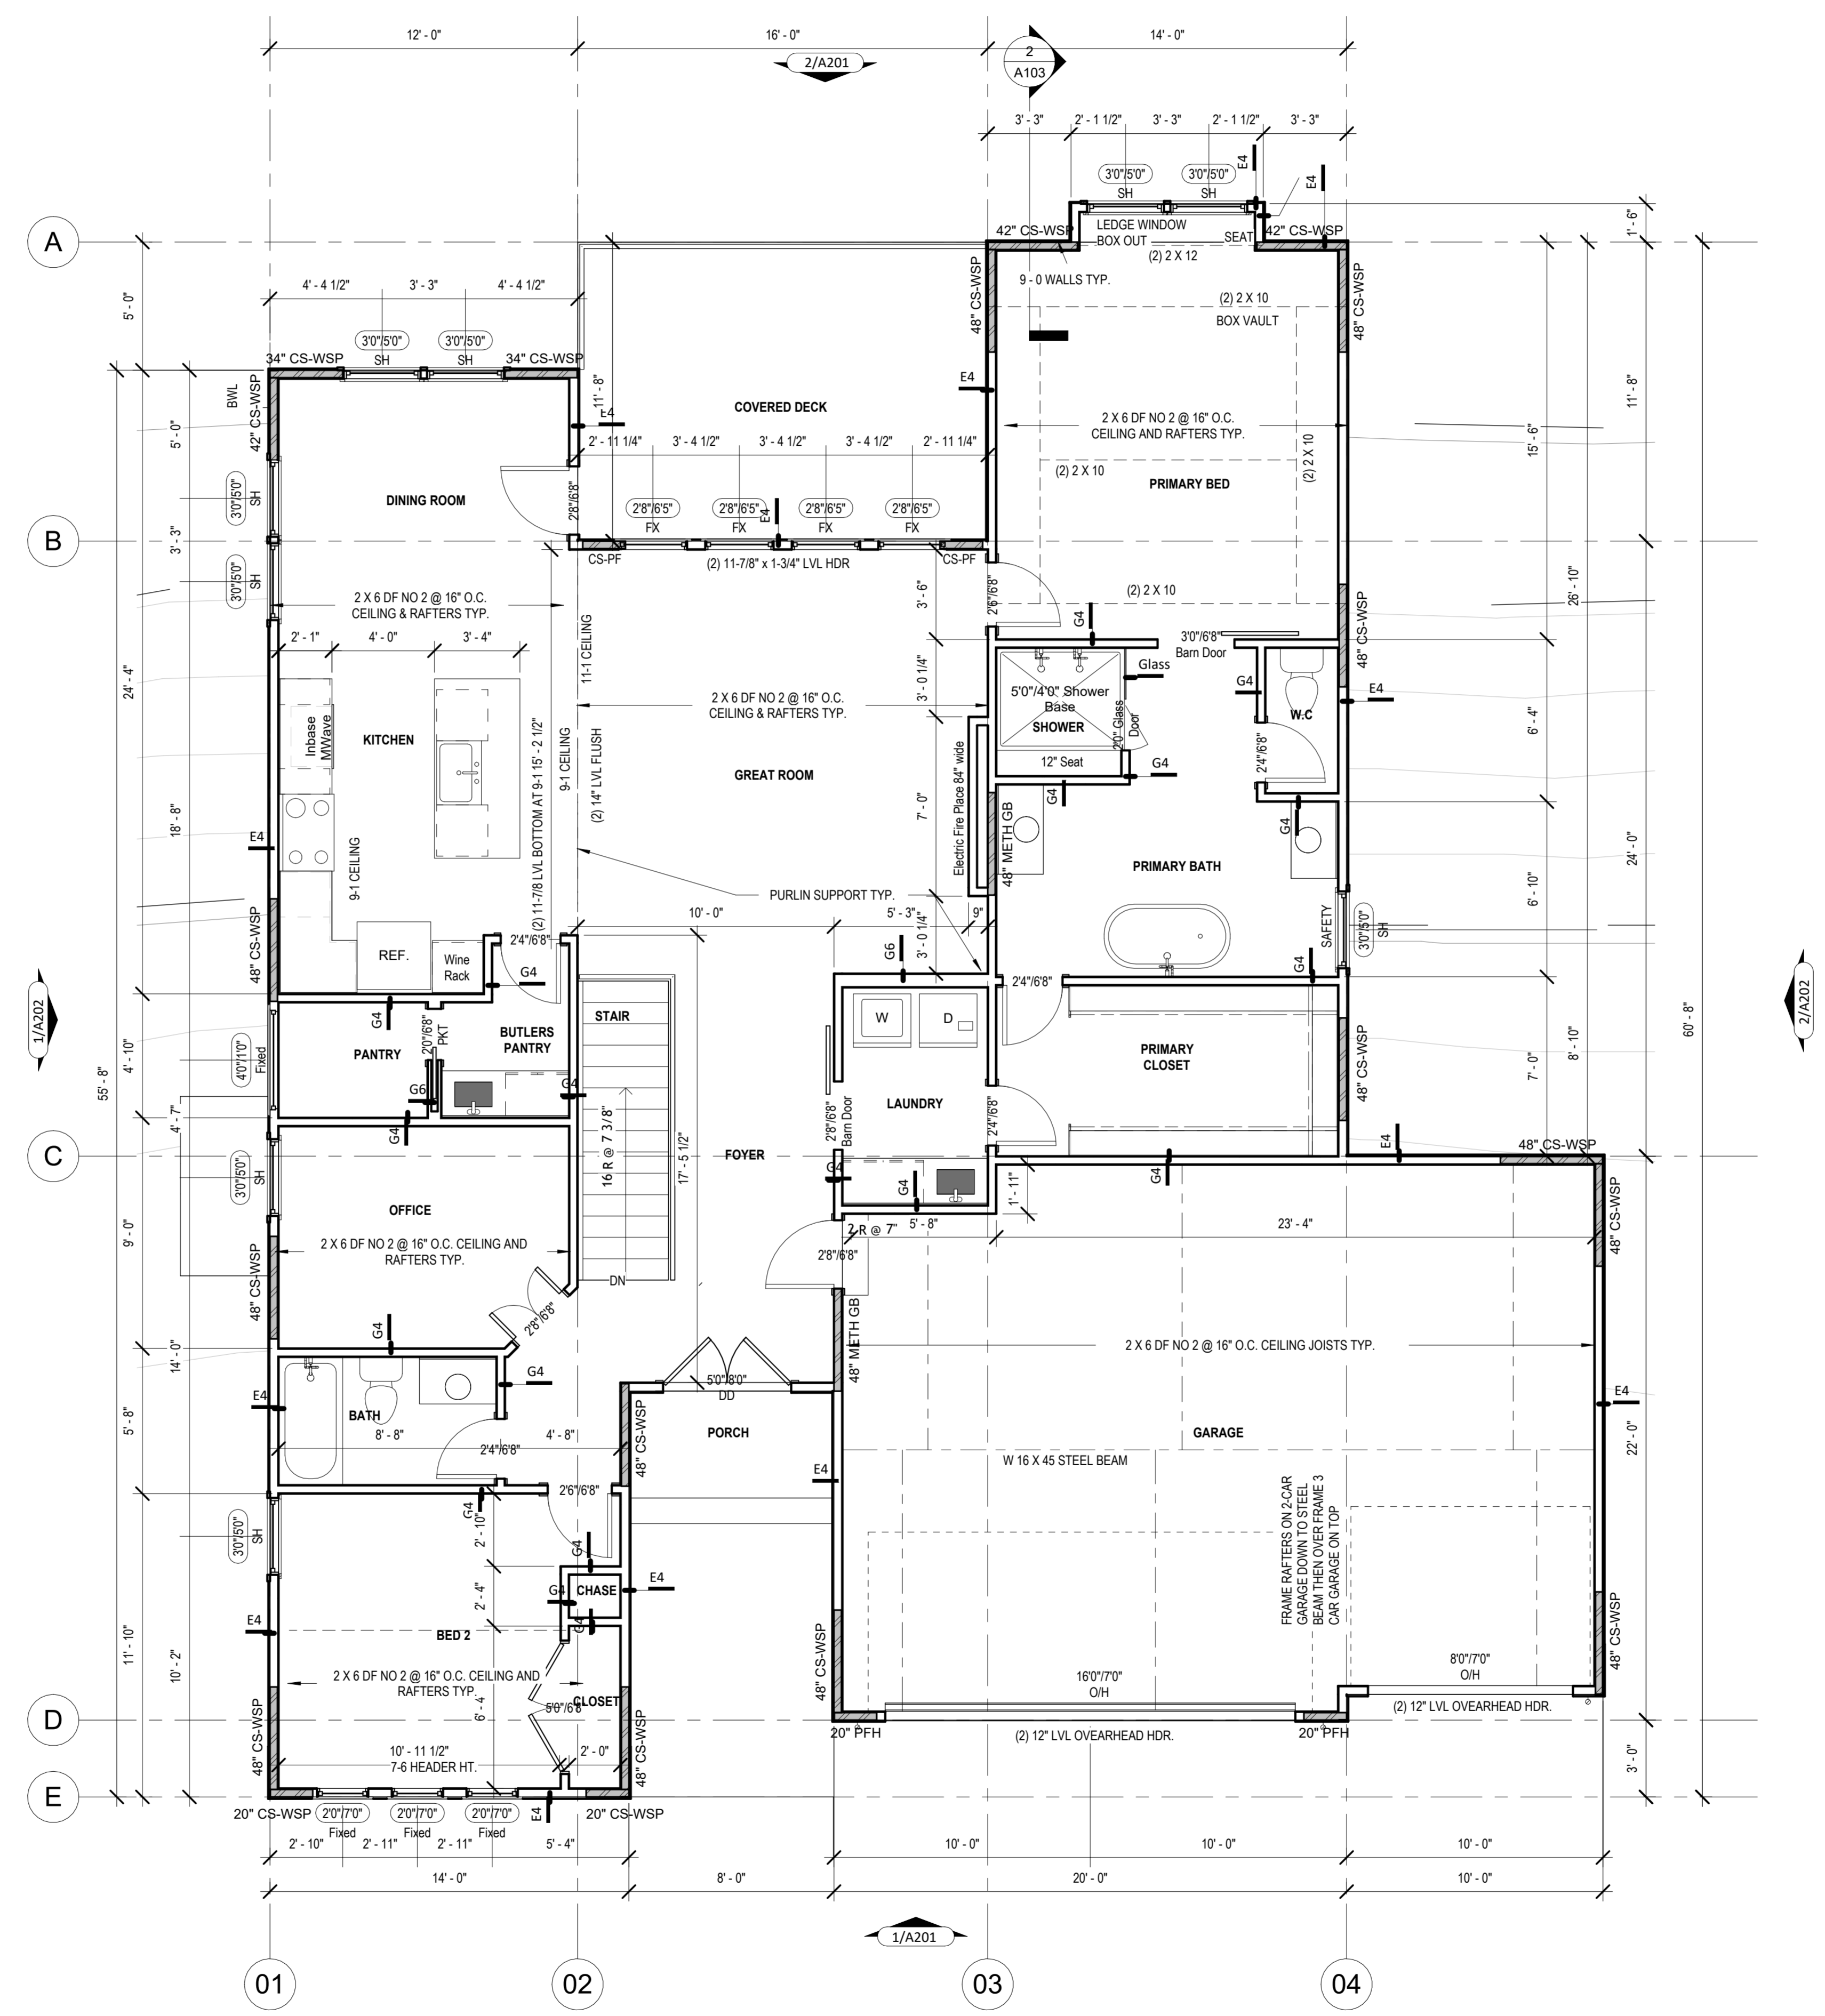 12' - 0"
16' - 0"
14' - 0"
2/A201
2
A103
3' - 3"
2' - 1 1/2"
3' - 3"
2' - 1 1/2"
3' - 3"
E4
E4
3'0"/5'0"
SH
3'0"/5'0"
SH
1' - 6"
A
42" CS-WSP
LEDGE WINDOW
BOX OUT
SEAT
42" CS-WSP
(2) 2 X 12
9 - 0 WALLS TYP.
48" CS-WSP
48" CS-WSP
(2) 2 X 10
BOX VAULT
5' - 0"
4' - 4 1/2"
3' - 3"
4' - 4 1/2"
3'0"/5'0"
SH
3'0"/5'0"
SH
34" CS-WSP
34" CS-WSP
BWL
42" CS-WSP
E4
11' - 8"
E4
COVERED DECK
11' - 8"
2 X 6 DF NO 2 @ 16" O.C.
CEILING AND RAFTERS TYP.
15' - 6"
5' - 0"
2' - 11 1/4"
3' - 4 1/2"
3' - 4 1/2"
3' - 4 1/2"
2' - 11 1/4"
(2) 2 X 10
(2) 2 X 10
PRIMARY BED
DINING ROOM
3'0"/5'0"
SH
2'8"/6'8"
2'8"/6'5"
FX
2'8"/6'5"
FX
E4
2'8"/6'5"
FX
2'8"/6'5"
FX
B
3' - 3"
CS-PF
(2) 11-7/8" x 1-3/4" LVL HDR
CS-PF
3'0"/5'0"
SH
2 X 6 DF NO 2 @ 16" O.C.
CEILING & RAFTERS TYP.
3' - 6"
2'6"/6'8"
(2) 2 X 10
26' - 10"
G4
48" CS-WSP
2' - 1"
4' - 0"
3' - 4"
11-1 CEILING
3'0"/6'8"
Barn Door
24' - 4"
3' - 0 1/4"
Glass
G4
E4
2 X 6 DF NO 2 @ 16" O.C.
CEILING & RAFTERS TYP.
5'0"/4'0" Shower
Base
SHOWER
W.C
2'0" Glass
Door
6' - 4"
Inbase
MWave
KITCHEN
9-1 CEILING
GREAT ROOM
12" Seat
G4
2'4"/6'8"
(2) 11-7/8 LVL BOTTOM AT 9-1 15' - 2 1/2"
(2) 14" LVL FLUSH
7' - 0"
Electric Fire Place 84" wide
G4
48" METH GB
G4
18' - 8"
E4
9-1 CEILING
PRIMARY BATH
24' - 0"
PURLIN SUPPORT TYP.
6' - 10"
10' - 0"
5' - 3"
9"
SAFETY
3'0"/5'0"
SH
48" CS-WSP
REF.
Wine
Rack
2'4"/6'8"
G4
G6
3' - 0 1/4"
G4
2'4"/6'8"
1/A202
2/A202
G4
2'0"/6'8"
PKT
STAIR
W
D
60' - 8"
4'0"/1'0"
Fixed
4' - 10"
PANTRY
BUTLERS
PANTRY
PRIMARY
CLOSET
48" CS-WSP
7' - 0"
8' - 10"
55' - 8"
G6
G4
4' - 7"
G4
LAUNDRY
2'8"/6'8"
Barn Door
2'4"/6'8"
16 R @ 7 3/8"
17' - 5 1/2"
C
FOYER
E4
48" CS-WSP
3'0"/5'0"
SH
G4
G4
G4
1' - 11"
48" CS-WSP
9' - 0"
OFFICE
2 R @ 7"
5' - 8"
23' - 4"
2 X 6 DF NO 2 @ 16" O.C. CEILING AND
RAFTERS TYP.
2'8"/6'8"
DN
48" CS-WSP
2'8"/6'8"
G4
48" METH GB
2 X 6 DF NO 2 @ 16" O.C. CEILING JOISTS TYP.
14' - 0"
G4
5'0"/8'0"
DD
E4
E4
5' - 8"
BATH
8' - 8"
4' - 8"
2'4"/6'8"
48" CS-WSP
PORCH
GARAGE
22' - 0"
E4
W 16 X 45 STEEL BEAM
2'6"/6'8"
G4
2' - 10"
3'0"/5'0"
SH
G4
FRAME RAFTERS ON 2-CAR
GARAGE DOWN TO STEEL
BEAM THEN OVER FRAME 3
CAR GARAGE ON TOP
2' - 4"
G4
CHASE
E4
G4
E4
BED 2
11' - 10"
10' - 2"
2 X 6 DF NO 2 @ 16" O.C. CEILING AND
RAFTERS TYP.
6' - 4"
5'0"/6'8"
CLOSET
48" CS-WSP
48" CS-WSP
48" CS-WSP
16'0"/7'0"
O/H
8'0"/7'0"
O/H
48" CS-WSP
D
20" PFH
(2) 12" LVL OVEARHEAD HDR.
20" PFH
(2) 12" LVL OVEARHEAD HDR.
10' - 11 1/2"
2' - 0"
7-6 HEADER HT.
3' - 0"
E
20" CS-WSP
2'0"/7'0"
Fixed
2'0"/7'0"
Fixed
2'0"/7'0"
Fixed
E4
20" CS-WSP
2' - 10"
2' - 11"
2' - 11"
5' - 4"
10' - 0"
10' - 0"
10' - 0"
14' - 0"
8' - 0"
20' - 0"
10' - 0"
1/A201
01
02
03
04